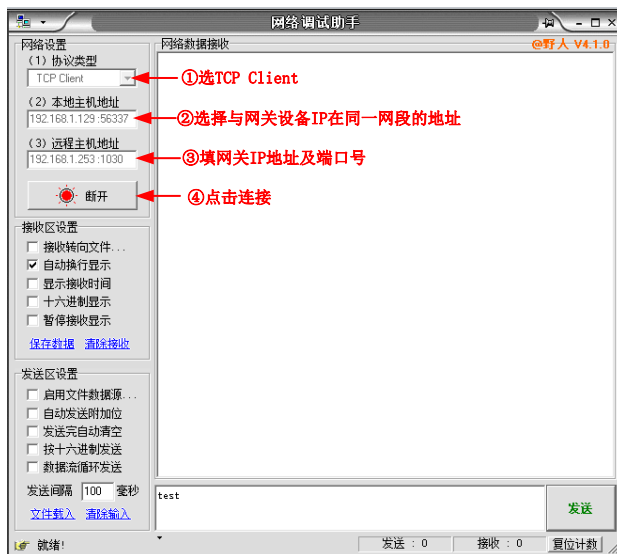 网络调试助手
网络设置
(1) 协议类型
TCP Client
(2) 本地主机地址
192.168.1.129 :56337
(3) 远程主机地址
192.168.1.253 :1030
断开
接收区设置
接收转向文件...
自动换行显示
显示接收时间
十六进制显示
暂停接收显示
保存数据 清除接收
发送区设置
启用文件数据源...
自动发送附加位
发送完自动清空
按十六进制发送
数据流循环发送
发送间隔 100 毫秒
文件载入 清除输入
网络数据接收
@野人 V4.1.0
①选TCP Client
②选择与网关设备IP在同一网段的地址
③填网关IP地址及端口号
④点击连接
test
发送
就绪!
发送 : 0
接收 : 0
复位计数